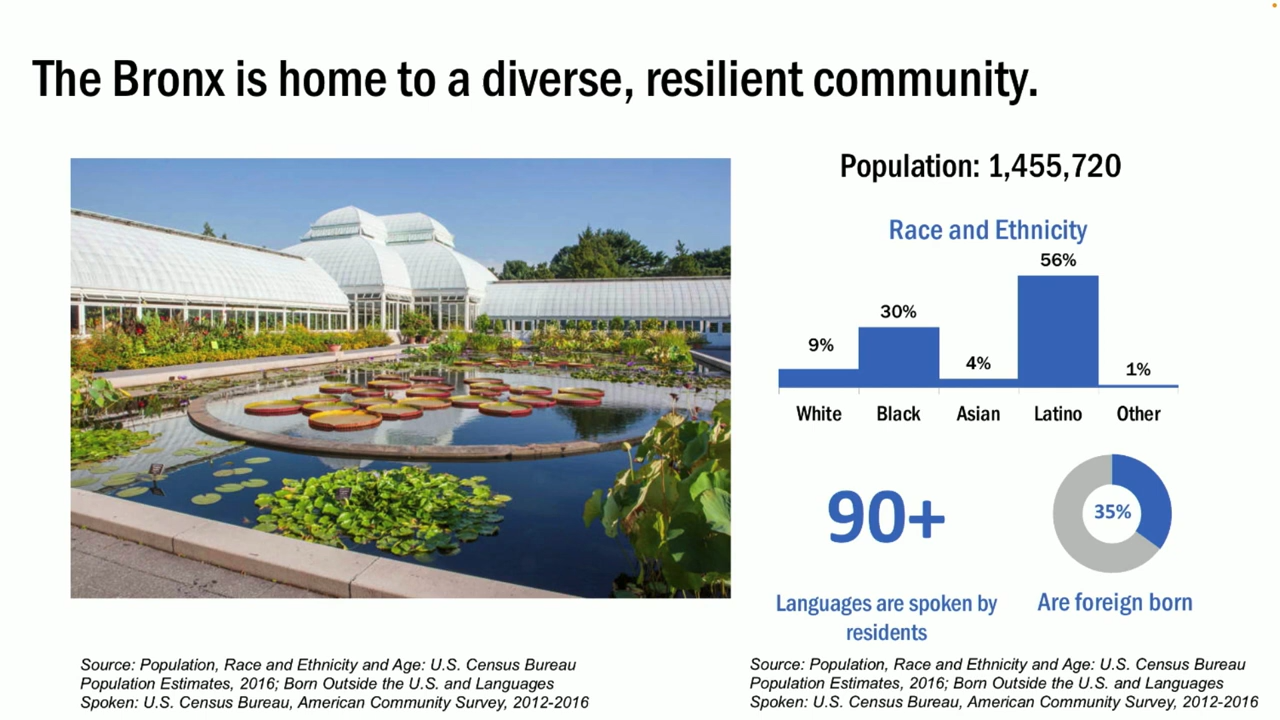 The Bronx is home to a diverse, resilient community.
Population: 1,455,720
Race and Ethnicity
56%
30%
9%
4%
1%
White Black Asian Latino Other
90+
35%
Languages are spoken by
residents
Are foreign born
Source: Population, Race and Ethnicity and Age: U.S. Census Bureau
Population Estimates, 2016; Born Outside the U.S. and Languages
Spoken: U.S. Census Bureau, American Community Survey, 2012-2016
Source: Population, Race and Ethnicity and Age: U.S. Census Bureau
Population Estimates, 2016; Born Outside the U.S. and Languages
Spoken: U.S. Census Bureau, American Community Survey, 2012-2016